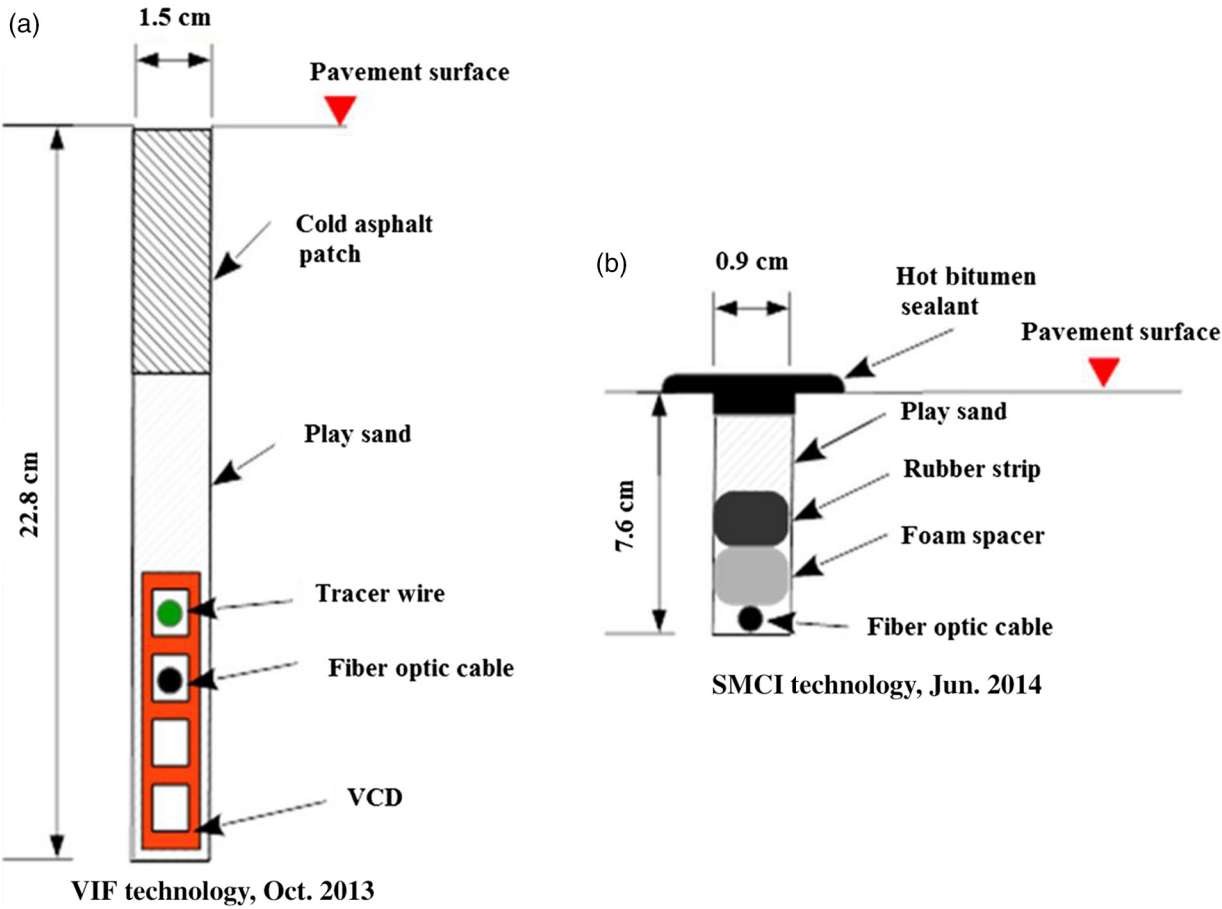 (a)
1.5 cm
Pavement surface
Cold asphalt
patch
Play sand
22.8 cm
Tracer wire
Fiber optic cable
VCD
VIF technology, Oct. 2013
(b)
0.9 cm
Hot bitumen
sealant
Pavement surface
Play sand
Rubber strip
7.6 cm
Foam spacer
Fiber optic cable
SMCI technology, Jun. 2014